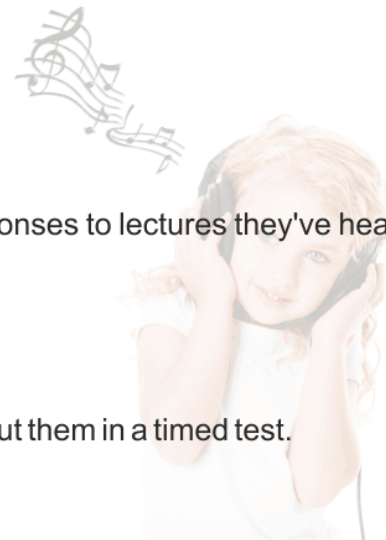 onses to lectures they've hea
ut them in a timed test.